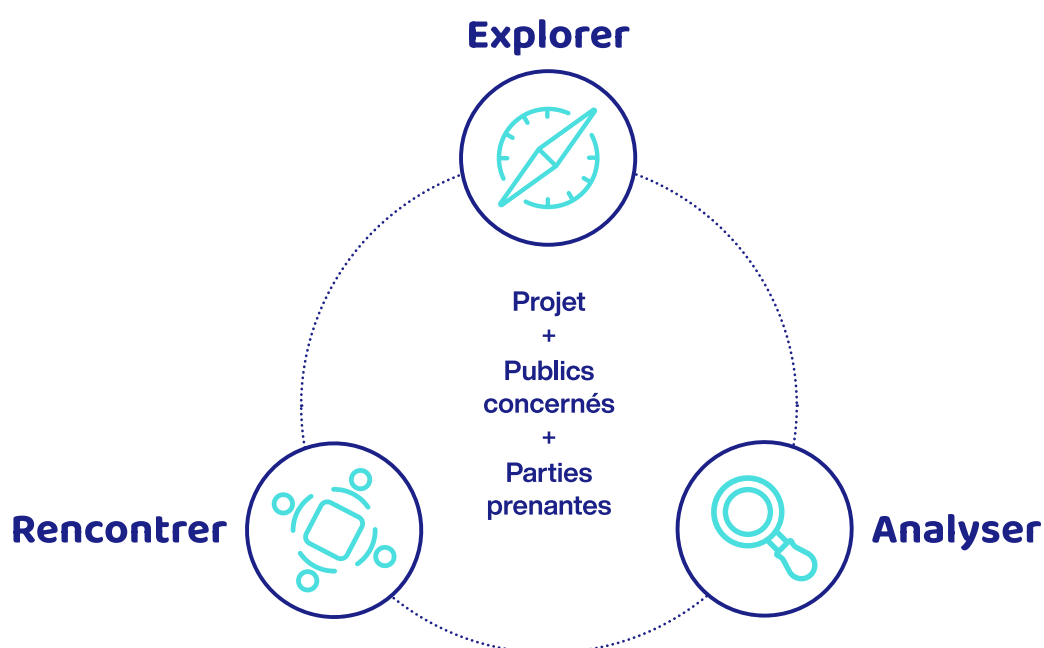 Explorer
Projet
+
Publics
concernés
+
Parties
prenantes
Rencontrer
Analyser